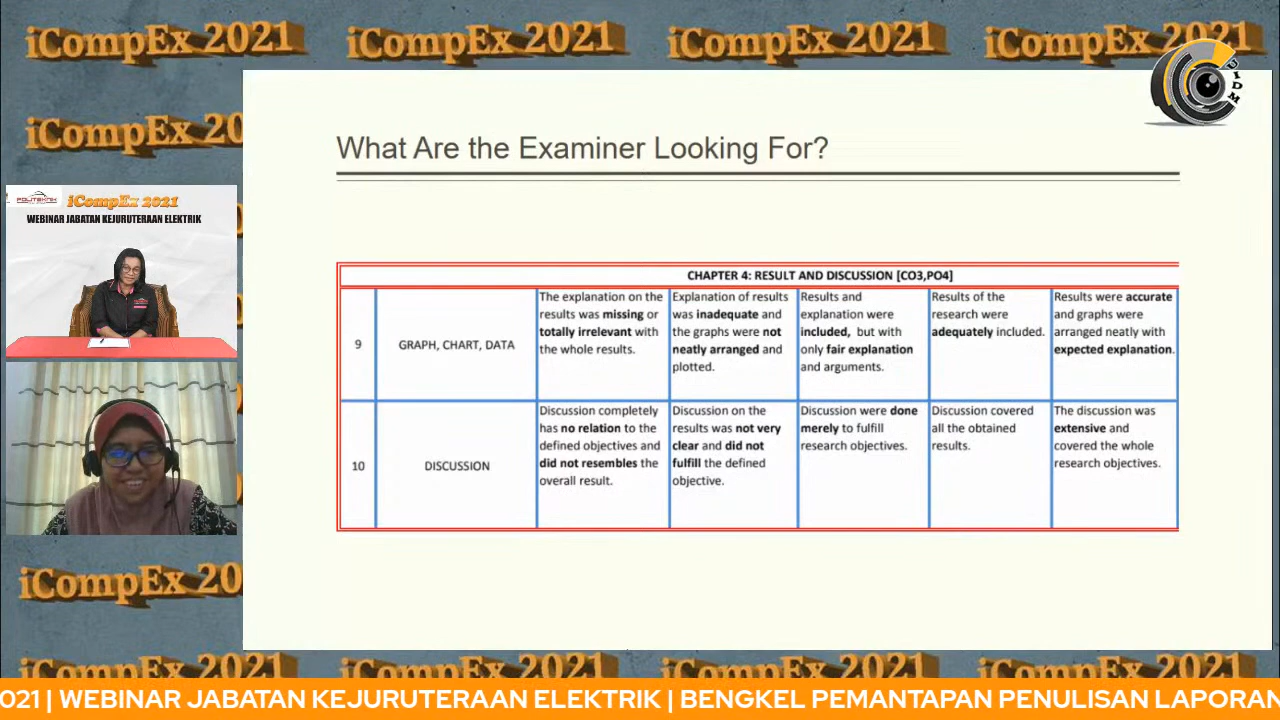 iCompEx 2021 iCompEx 2021 iCompEx 2021 iCompEx 2021
UIDM
iCompEx 20
What Are the Examiner Looking For?
POLITEKNIK
iCompEx 2021
WEBINAR JABATAN KEJURUTERAAN ELEKTRIK
CHAPTER 4: RESULT AND DISCUSSION [CO3,PO4]
9
GRAPH, CHART, DATA
The explanation on the
results was missing or
totally irrelevant with
the whole results.
Explanation of results
was inadequate and
the graphs were not
neatly arranged and
plotted.
Results and
explanation were
included, but with
only fair explanation
and arguments.
Results of the
research were
adequately included.
Results were accurate
and graphs were
arranged neatly with
expected explanation.
10
DISCUSSION
Discussion completely
has no relation to the
defined objectives and
did not resembles the
overall result.
Discussion on the
results was not very
clear and did not
fulfill the defined
objective.
Discussion were done
merely to fulfill
research objectives.
Discussion covered
all the obtained
results.
The discussion was
extensive and
covered the whole
research objectives.
iCompEx 20
iCompEx 2021 iCompEx 2021 iCompEx 2021 iCompEx 2021
021 | WEBINAR JABATAN KEJURUTERAAN ELEKTRIK | BENGKEL PEMANTAPAN PENULISAN LAPORAN